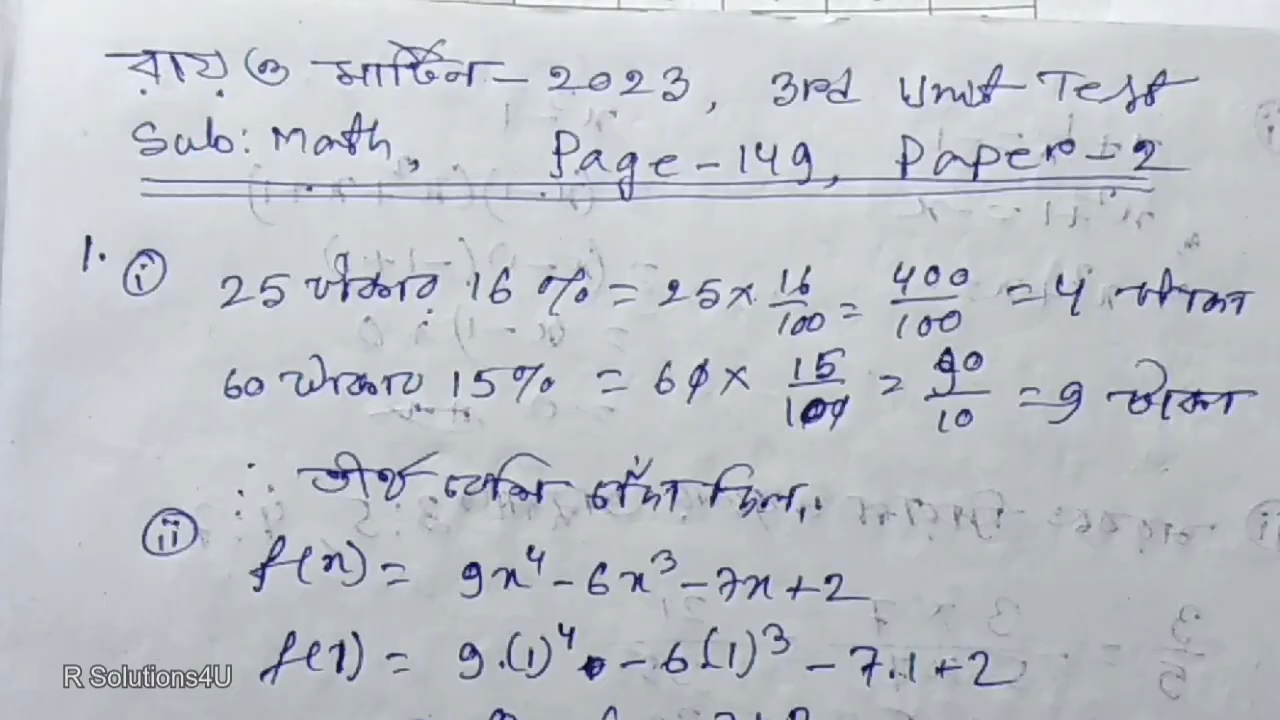 রায় ও মার্টিন - 2023, 3rd Unit Test
Sub: Math, Page - 149, Paper - 2
1. (i) 25 টাকার 16 % = 25 × 16/100 = 400/100 = 4 টাকা
60 টাকার 15% = 60 × 15/100 = 90/10 = 9 টাকা
∴ তীর্থ বেশি চাঁদা দিল।
(ii) f(x) = 9x⁴ - 6x³ - 7x + 2
f(1) = 9.(1)⁴ - 6(1)³ - 7.1 + 2
R Solutions4U